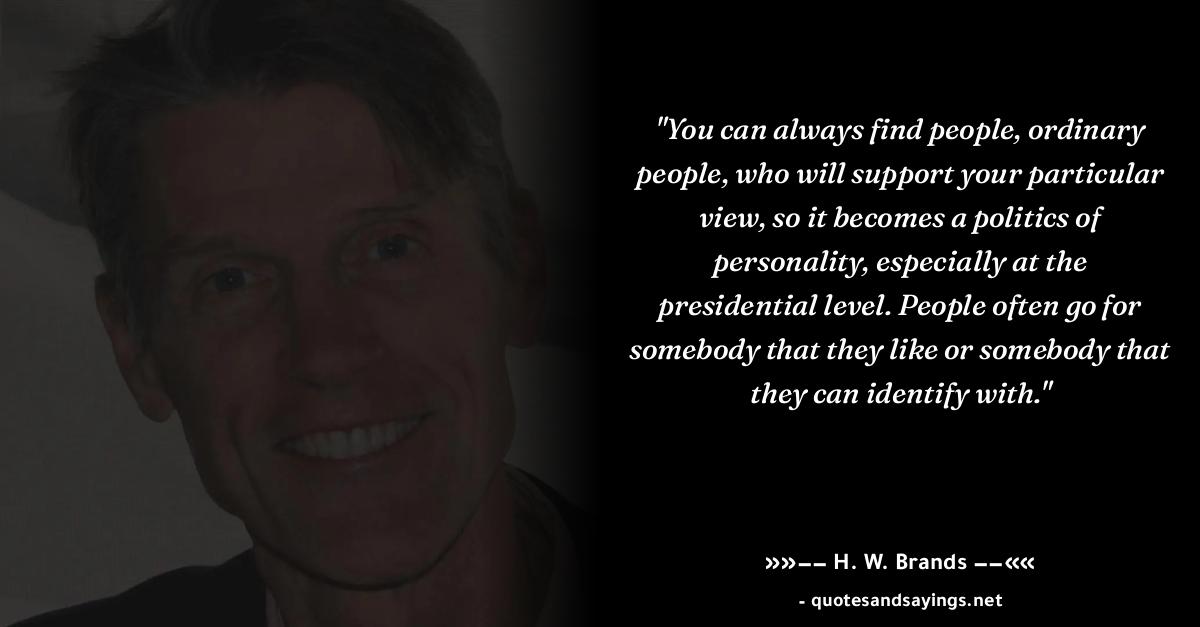 "You can always find people, ordinary
people, who will support your particular
view, so it becomes a politics of
personality, especially at the
presidential level. People often go for
somebody that they like or somebody that
they can identify with."
»»−− H. W. Brands −−««
- quotesandsayings.net